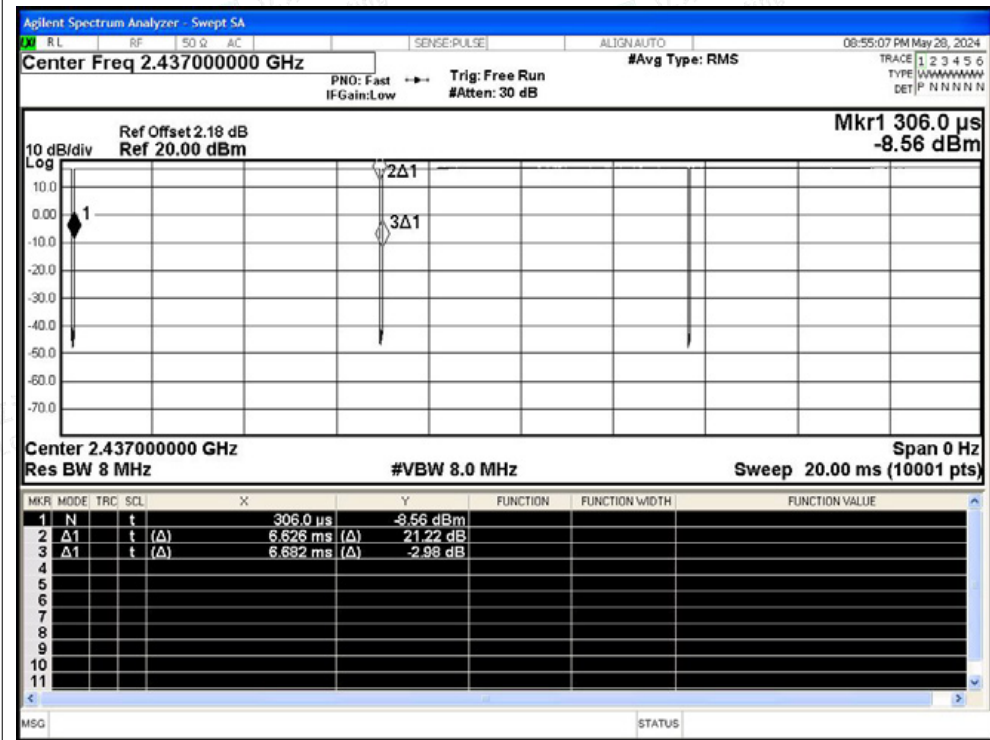 Agilent Spectrum Analyzer - Swept SA
RL RF 50 Ω AC SENSE:PULSE ALIGNAUTO 08:55:07 PM May 28, 2024
Center Freq 2.437000000 GHz #Avg Type: RMS TRACE 1 2 3 4 5 6
PNO: Fast Trig: Free Run TYPE WWWWWW
IFGain:Low #Atten: 30 dB DET P N N N N N
Mkr1 306.0 µs
Ref Offset 2.18 dB
10 dB/div Ref 20.00 dBm -8.56 dBm
Log
2Δ1
10.0
0.00
1
3Δ1
-10.0
-20.0
-30.0
-40.0
-50.0
-60.0
-70.0
Center 2.437000000 GHz Span 0 Hz
Res BW 8 MHz #VBW 8.0 MHz Sweep 20.00 ms (10001 pts)
MKR MODE TRC SCL X Y FUNCTION FUNCTION WIDTH FUNCTION VALUE
1 N t 306.0 µs -8.56 dBm
2 Δ1 t (Δ) 6.626 ms (Δ) 21.22 dB
3 Δ1 t (Δ) 6.682 ms (Δ) -2.98 dB
4
5
6
7
8
9
10
11
MSG STATUS